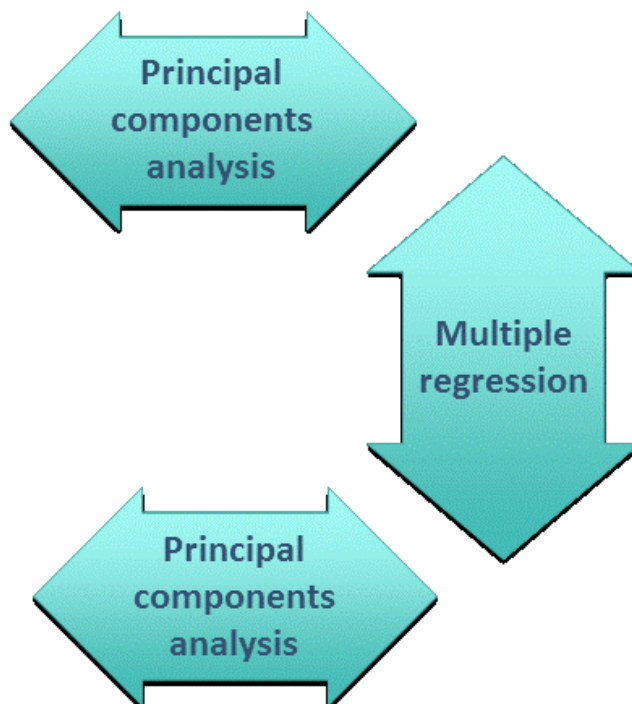 Principal
components
analysis
Multiple
regression
Principal
components
analysis